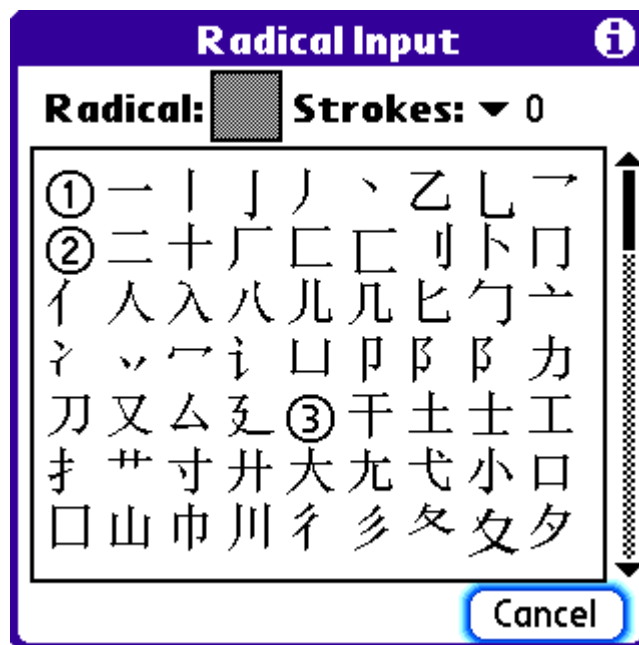 Radical Input
Radical: Strokes: 0
① 一 丨 亅 丿 丶 乙 乚 乛
② 二 十 厂 匚 匸 刂 卜 冂
亻 人 入 八 儿 几 匕 勹 亠
冫 丷 冖 讠 凵 卩 阝 阝 力
刀 又 厶 廴 ③ 干 土 士 工
扌 艹 寸 廾 大 尢 弋 小 口
囗 山 巾 川 彳 彡 夂 夊 夕
Cancel